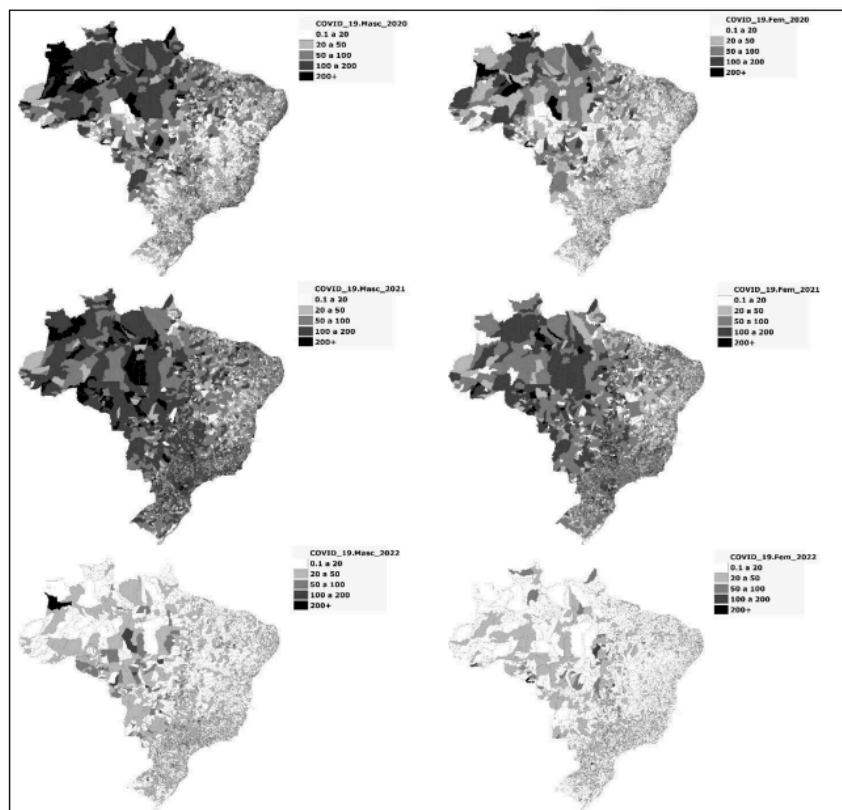 COVID_19.Masc_2020
0.1 a 20
20 a 50
50 a 100
100 a 200
200+
COVID_19.Fem_2020
0.1 a 20
20 a 50
50 a 100
100 a 200
200+
COVID_19.Masc_2021
0.1 a 20
20 a 50
50 a 100
100 a 200
200+
COVID_19.Fem_2021
0.1 a 20
20 a 50
50 a 100
100 a 200
200+
COVID_19.Masc_2022
0.1 a 20
20 a 50
50 a 100
100 a 200
200+
COVID_19.Fem_2022
0.1 a 20
20 a 50
50 a 100
100 a 200
200+